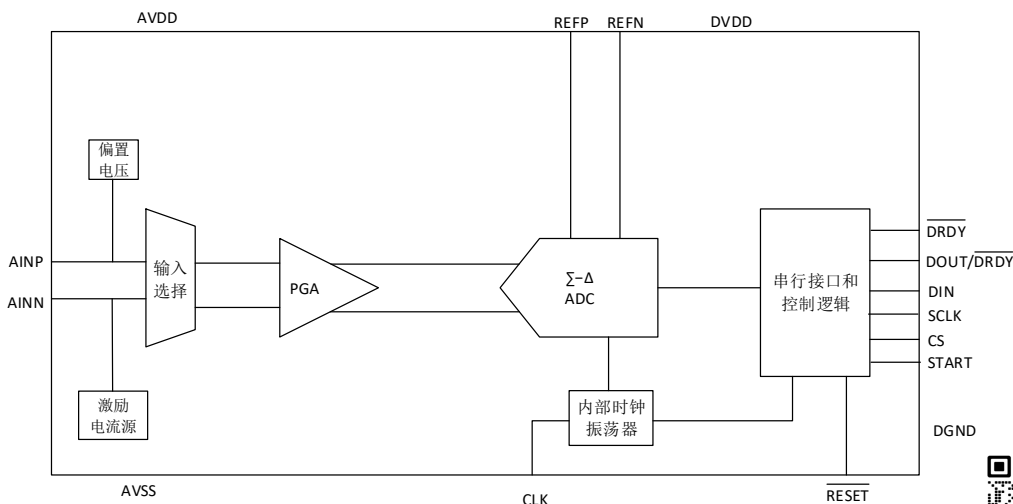 AVDD
REFP
REFN
DVDD
偏置
电压
AINP
AINN
输入
选择
PGA
∑-Δ
ADC
串行接口和
控制逻辑
DRDY
DOUT/DRDY
DIN
SCLK
CS
START
激励
电流源
内部时钟
振荡器
DGND
AVSS
CLK
RESET